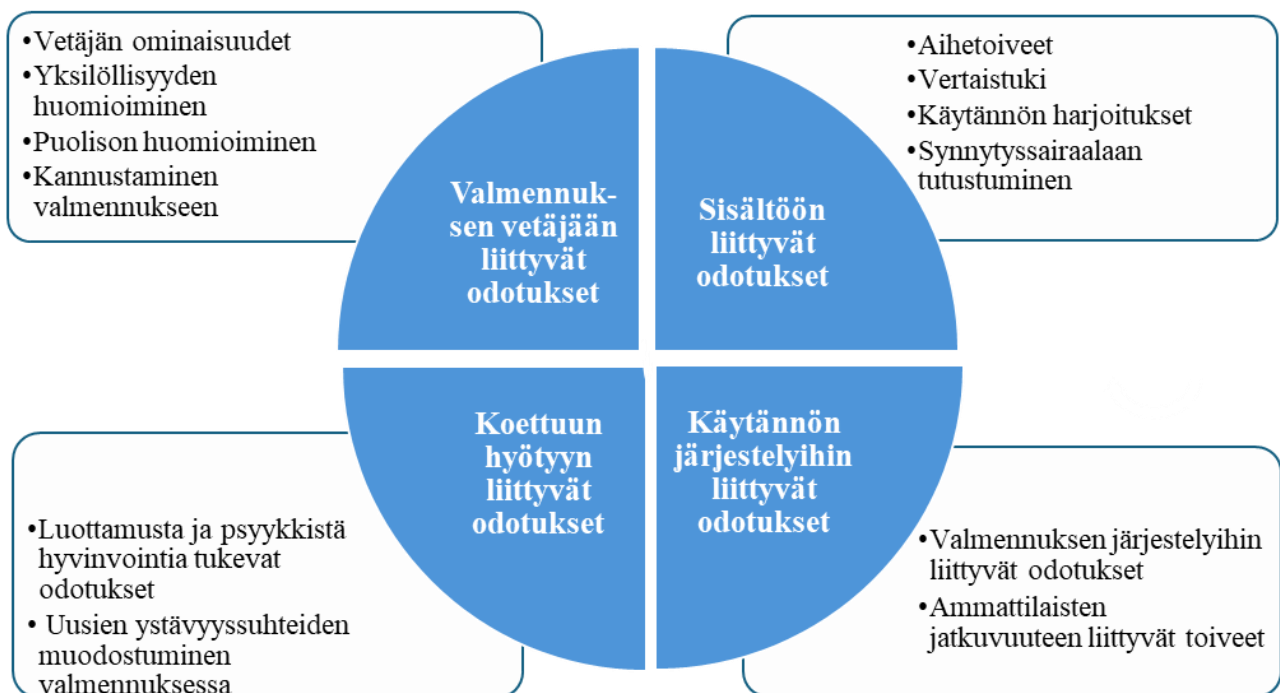 •Vetäjän ominaisuudet
•Yksilöllisyyden
huomioiminen
•Puolison huomioiminen
•Kannustaminen
valmennukseen
•Aihetoiveet
•Vertaistuki
•Käytännön harjoitukset
•Synnytyssairaalaan
tutustuminen
Valmennuk-
sen vetäjään
liittyvät
odotukset
Sisältöön
liittyvät
odotukset
Koettuun
hyötyyn
liittyvät
odotukset
Käytännön
järjestelyihin
liittyvät
odotukset
•Luottamusta ja psyykkistä
hyvinvointia tukevat
odotukset
• Uusien ystävyyssuhteiden
muodostuminen
valmennuksessa
•Valmennuksen järjestelyihin
liittyvät odotukset
•Ammattilaisten
jatkuvuuteen liittyvät toiveet